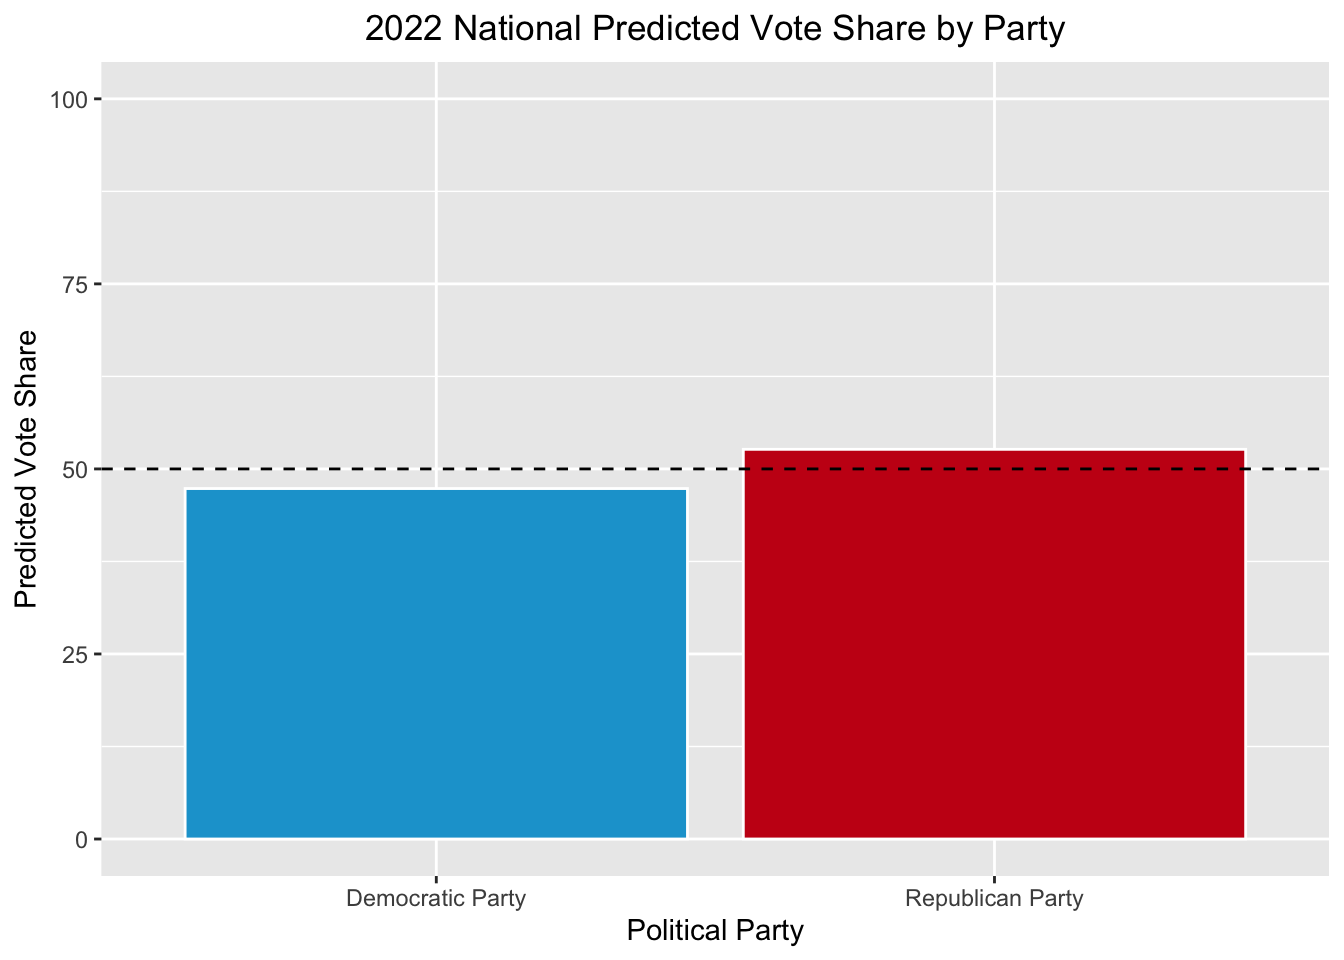 2022 National Predicted Vote Share by Party
100
75
50
25
0
Predicted Vote Share
Democratic Party
Republican Party
Political Party